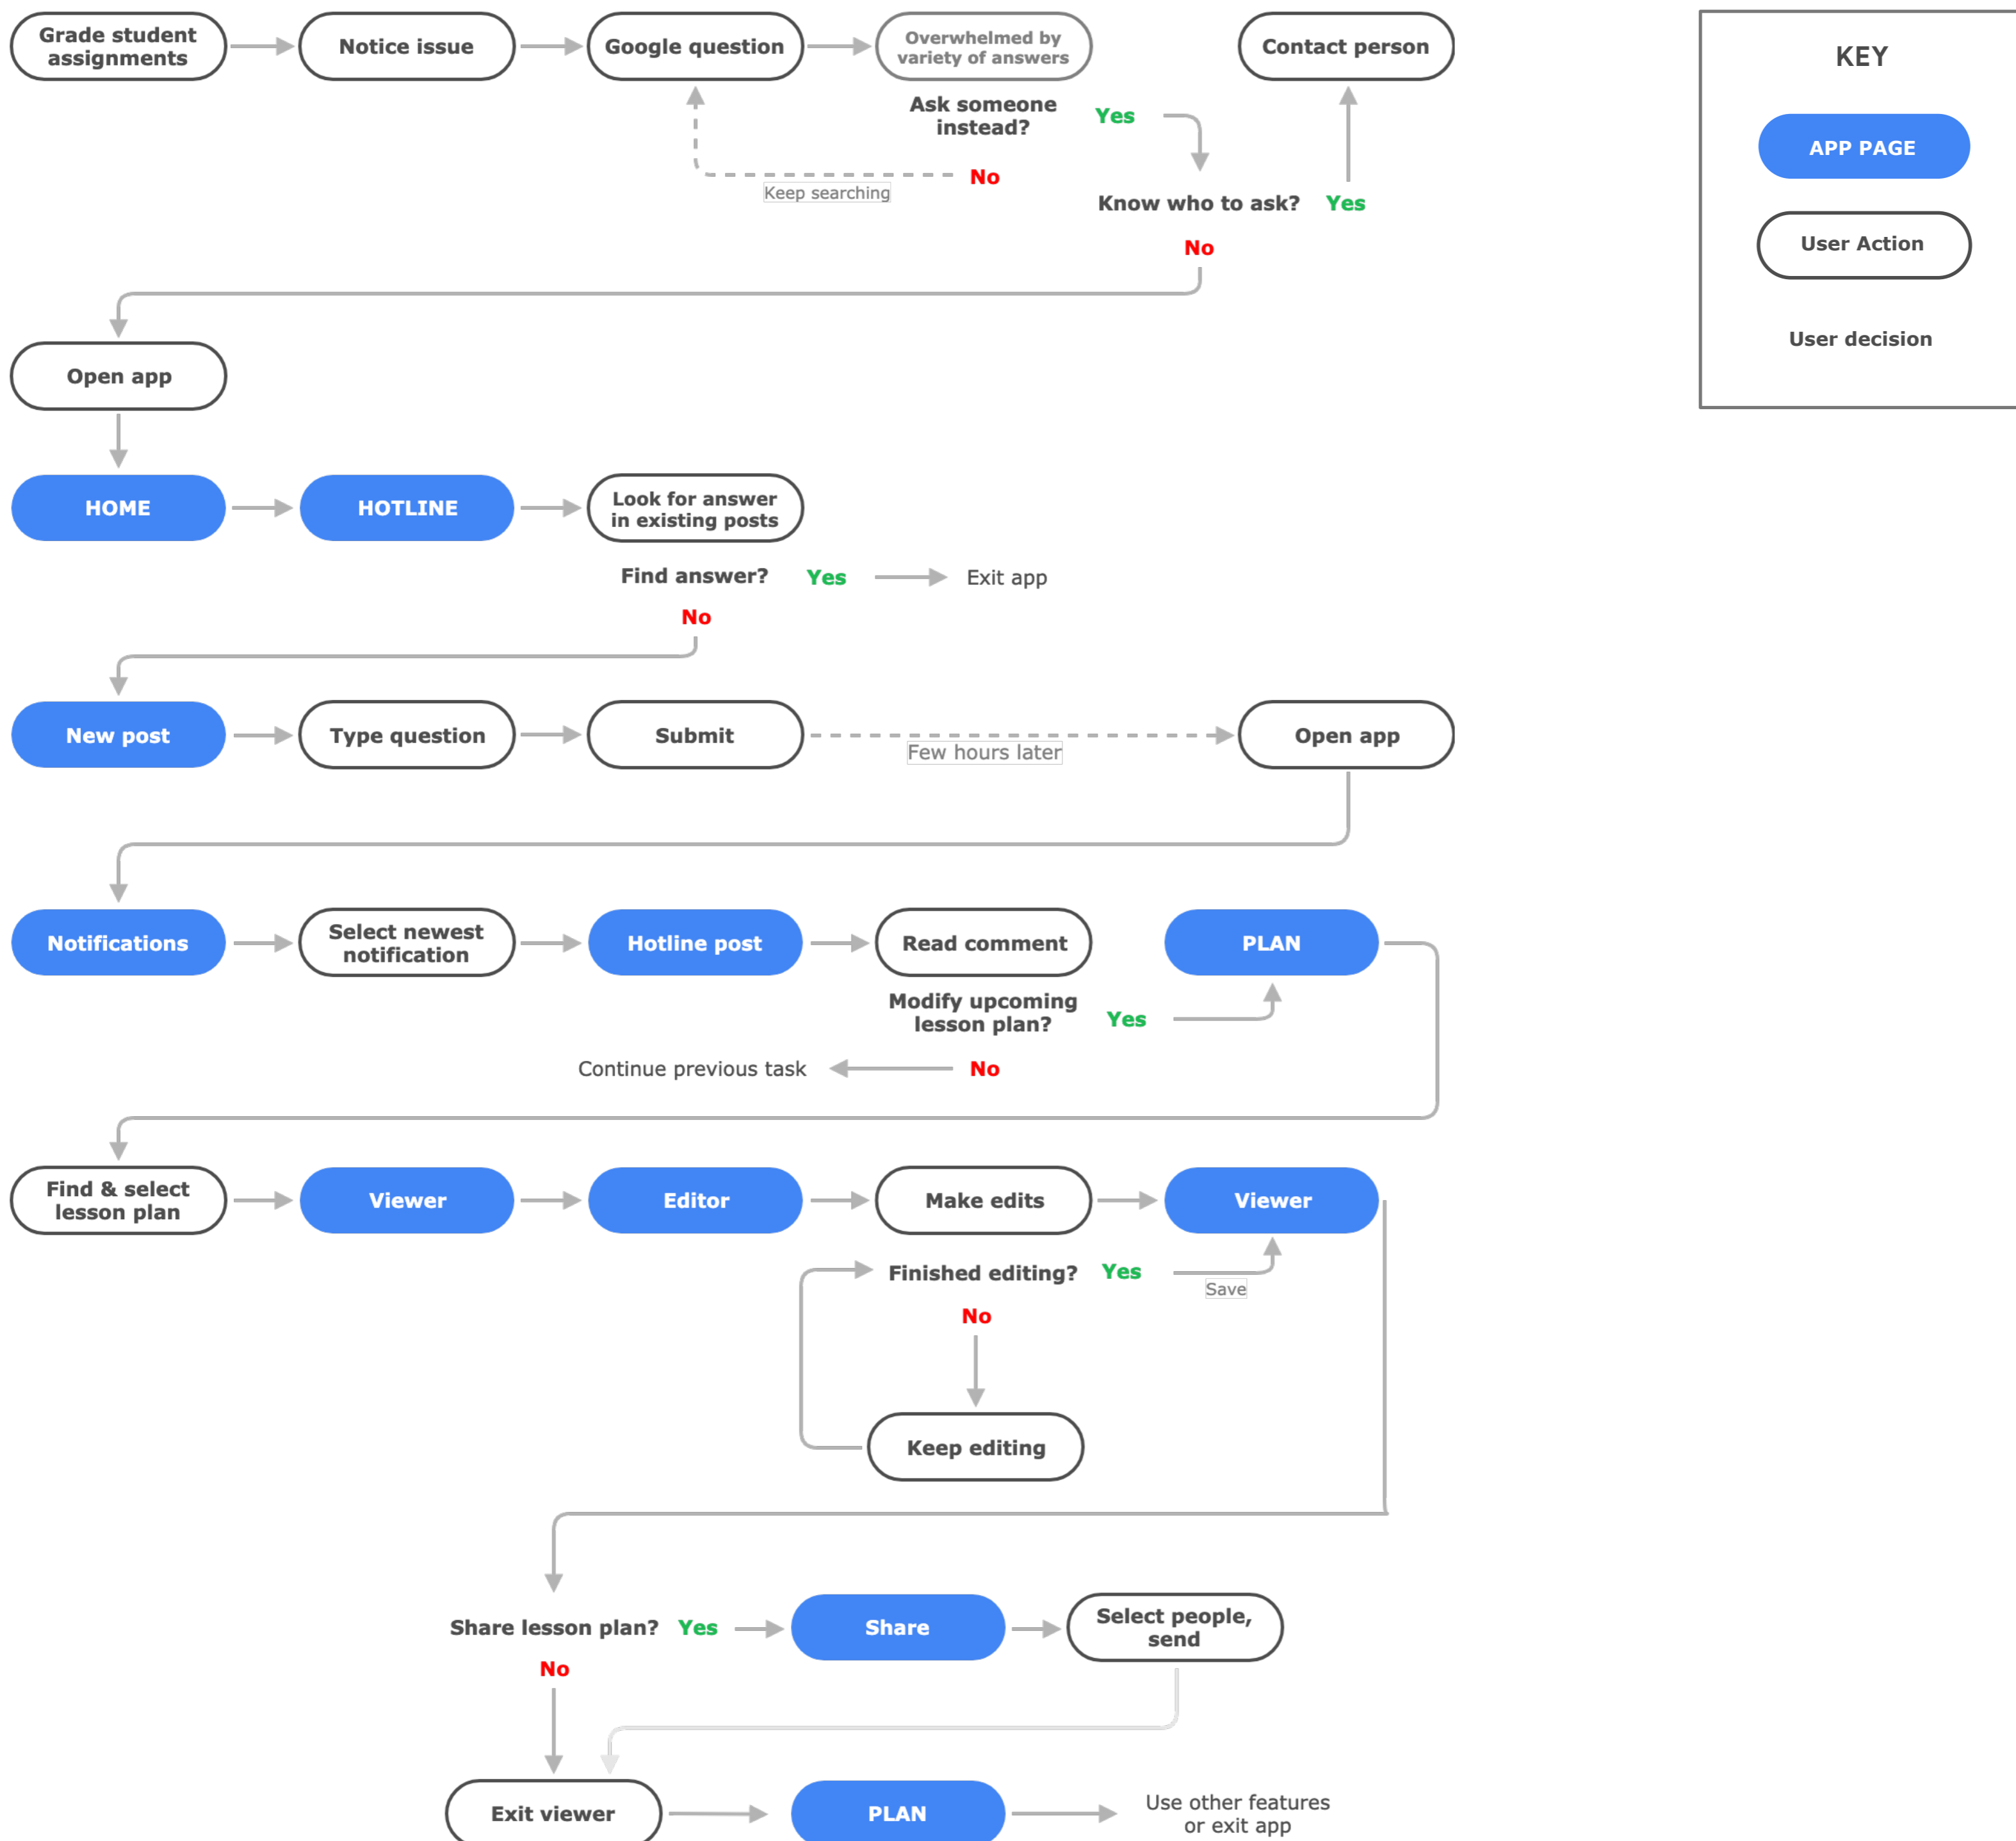 Grade student
assignments
Notice issue
Google question
Overwhelmed by
variety of answers
Contact person
KEY
APP PAGE
User Action
User decision
Ask someone
instead?
Yes
No
Keep searching
Know who to ask?
Yes
No
Open app
HOME
HOTLINE
Look for answer
in existing posts
Find answer?
Yes
Exit app
No
New post
Type question
Submit
Few hours later
Open app
Notifications
Select newest
notification
Hotline post
Read comment
PLAN
Modify upcoming
lesson plan?
Yes
Continue previous task
No
Find & select
lesson plan
Viewer
Editor
Make edits
Viewer
Finished editing?
Yes
Save
No
Keep editing
Share lesson plan?
Yes
Share
Select people,
send
No
Exit viewer
PLAN
Use other features
or exit app